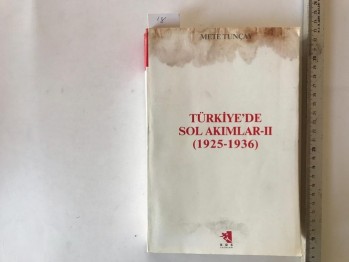 METE TUNÇAY
TÜRKİYE'DE
SOL AKIMLAR-II
(1925-1936)